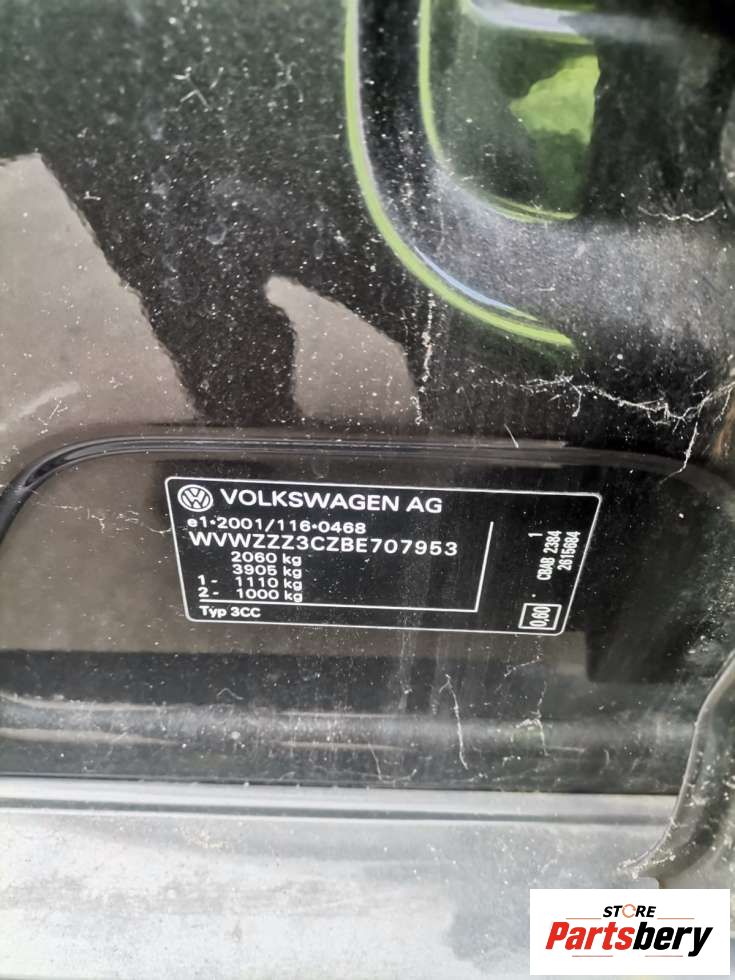 VOLKSWAGEN AG
e1*2001/116*0468
WVWZZZ3CZBE707953
2060 kg
3905 kg
1- 1110 kg
2- 1000 kg
Typ 3CC
1
CBAB 2384
2615684
0.60
STORE
Partsbery